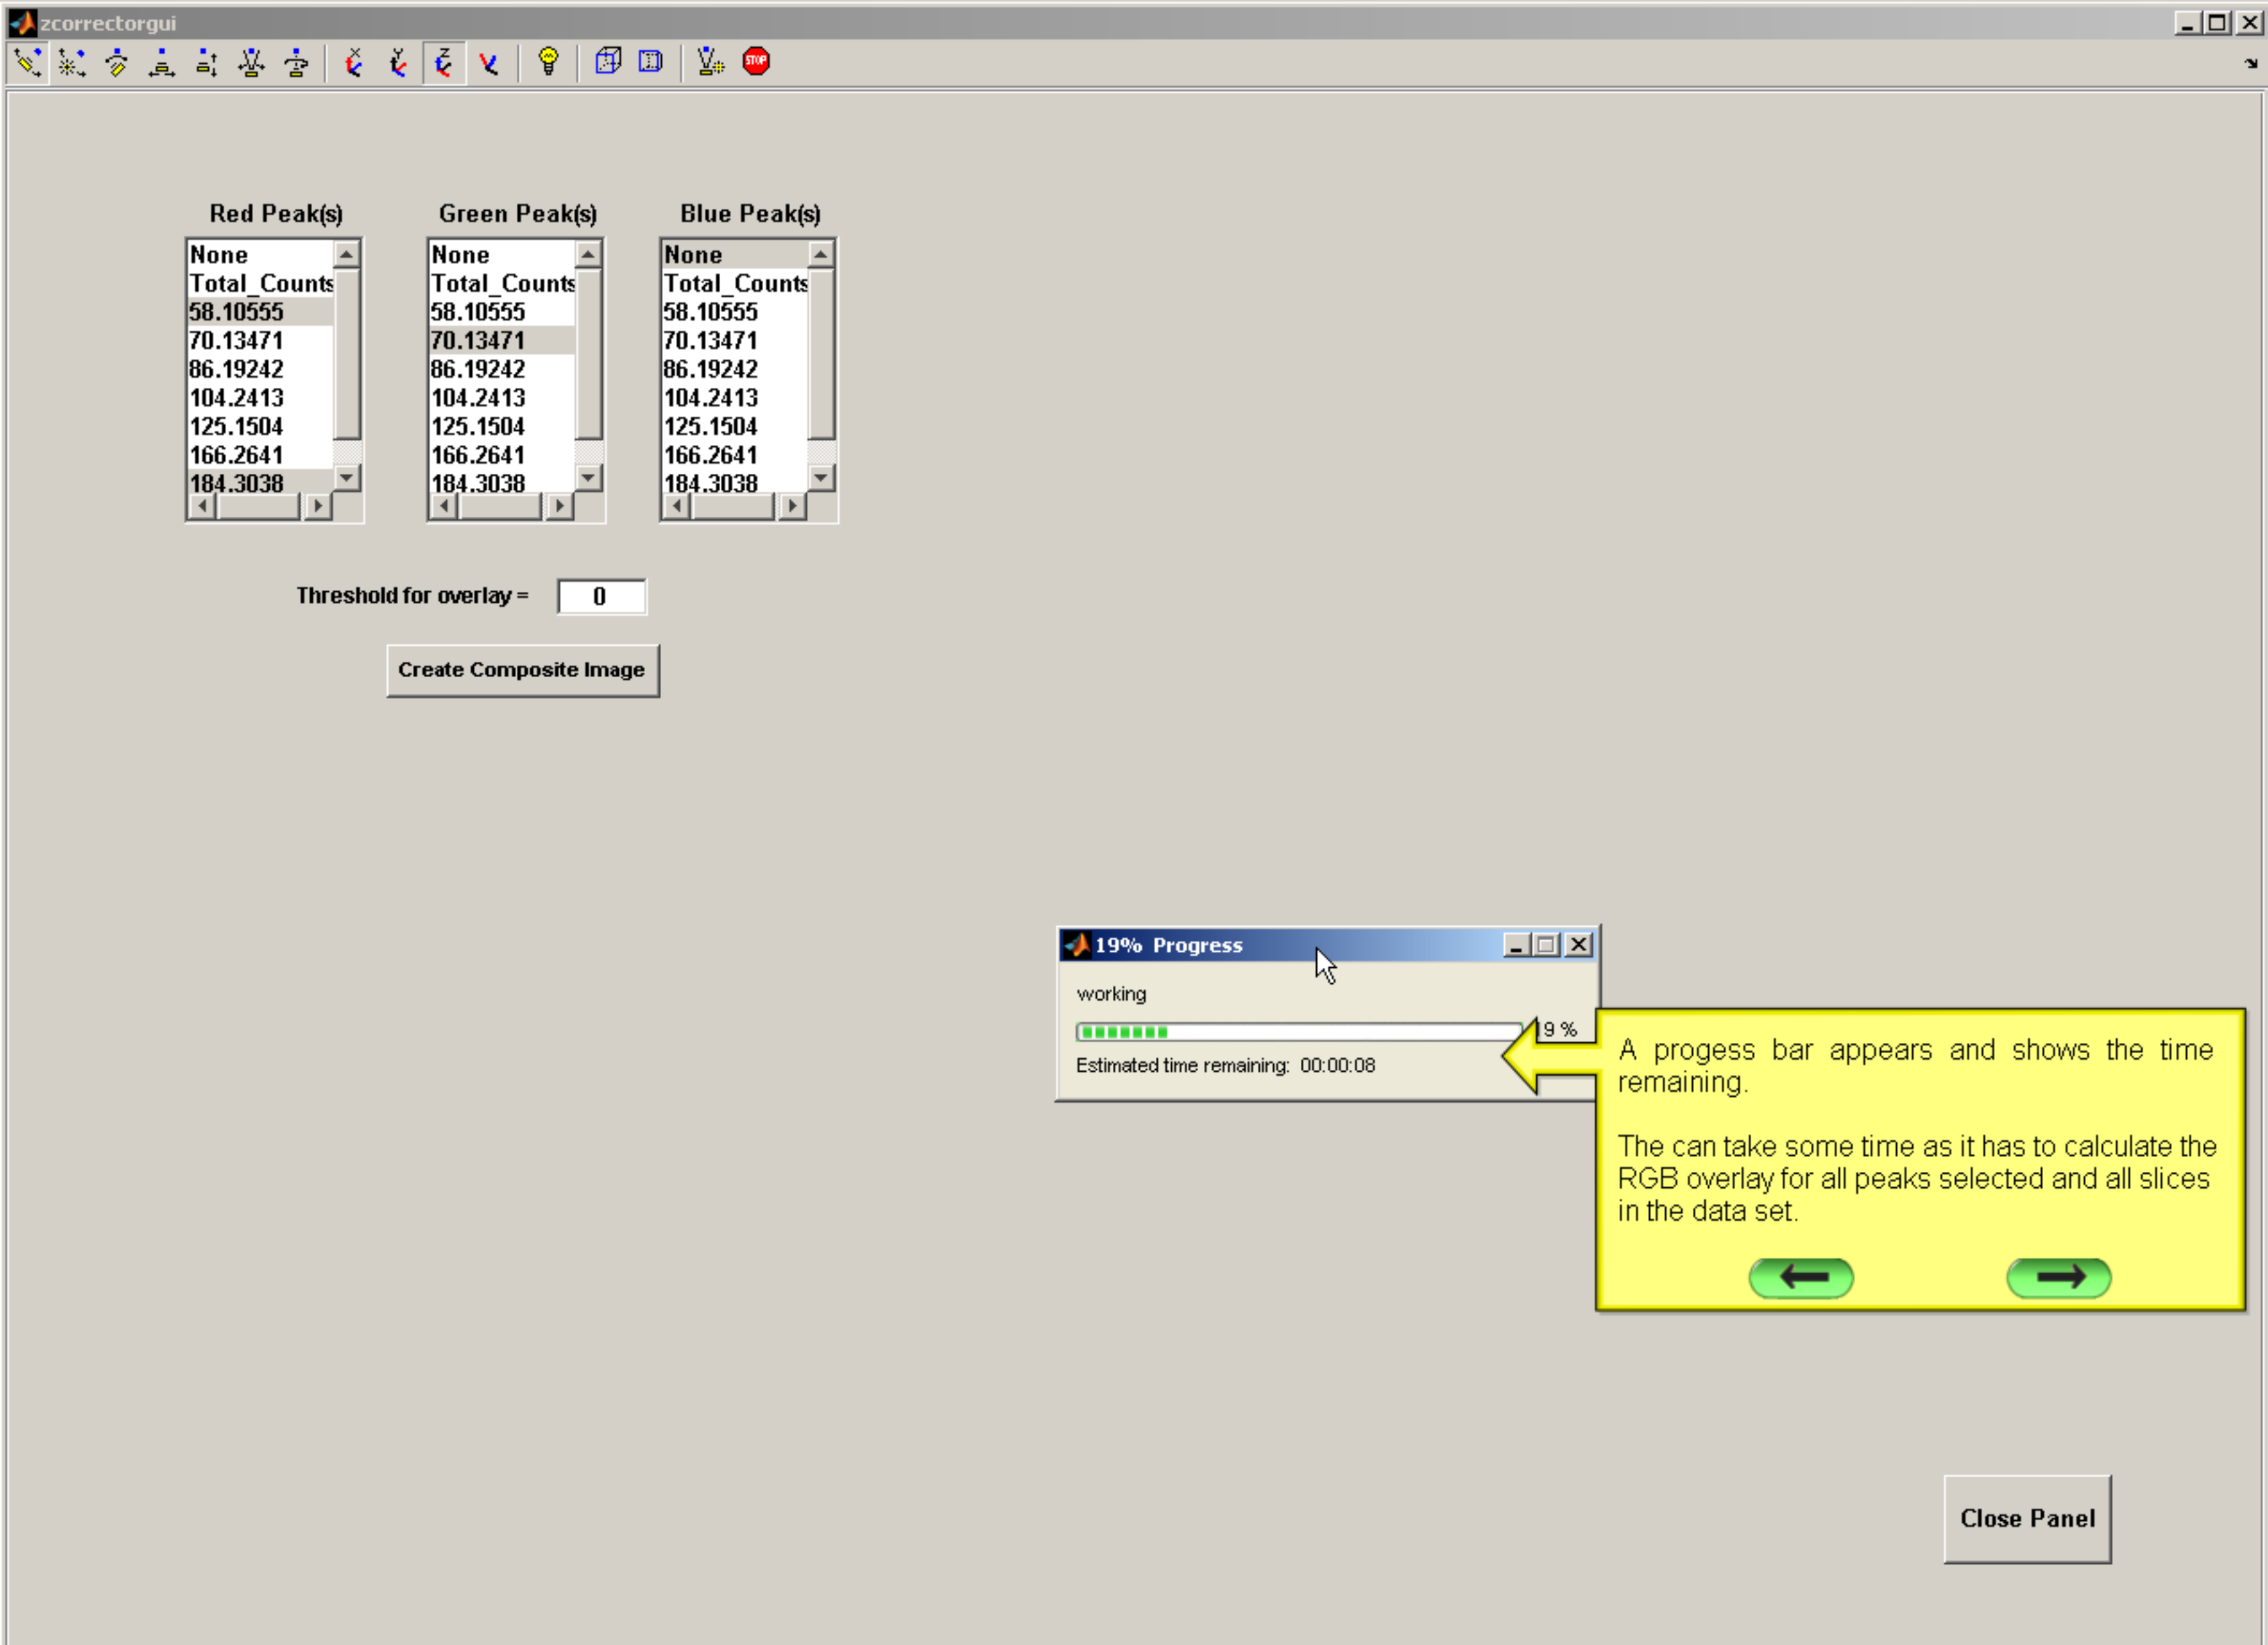 zcorrectorgui
X Y Z
STOP
Red Peak(s) Green Peak(s) Blue Peak(s)
None None None
Total_Counts Total_Counts Total_Counts
58.10555 58.10555 58.10555
70.13471 70.13471 70.13471
86.19242 86.19242 86.19242
104.2413 104.2413 104.2413
125.1504 125.1504 125.1504
166.2641 166.2641 166.2641
184.3038 184.3038 184.3038
Threshold for overlay = 0
Create Composite Image
19% Progress
working
9 %
Estimated time remaining: 00:00:08
A progess bar appears and shows the time
remaining.
The can take some time as it has to calculate the
RGB overlay for all peaks selected and all slices
in the data set.
Close Panel